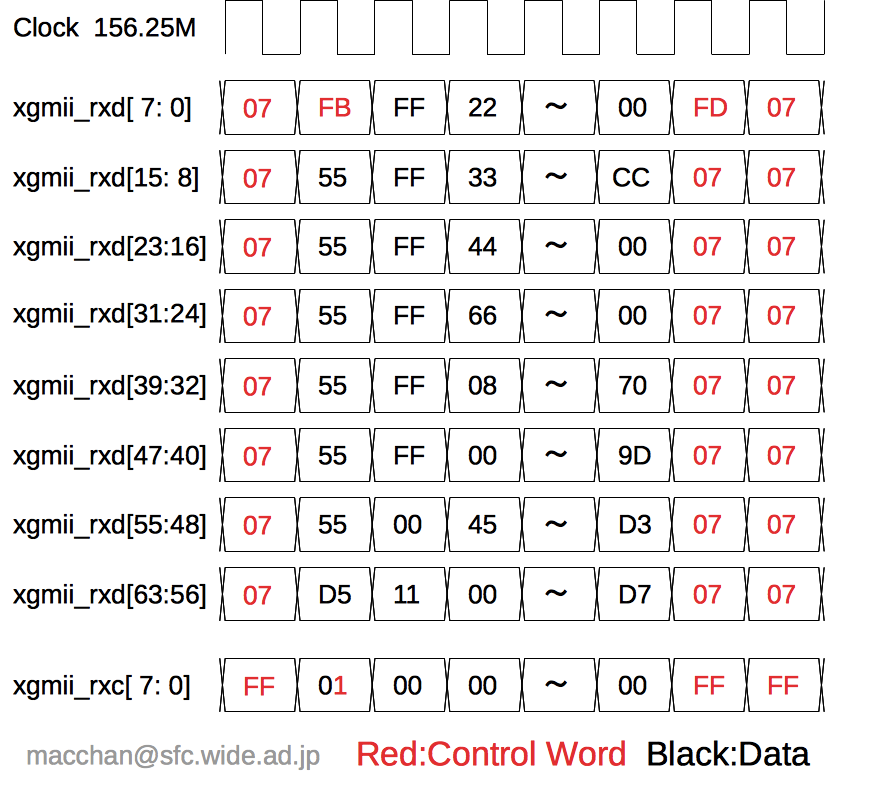 Clock 156.25M
xgmii_rxd[ 7: 0] 07 FB FF 22 ~ 00 FD 07
xgmii_rxd[15: 8] 07 55 FF 33 ~ CC 07 07
xgmii_rxd[23:16] 07 55 FF 44 ~ 00 07 07
xgmii_rxd[31:24] 07 55 FF 66 ~ 00 07 07
xgmii_rxd[39:32] 07 55 FF 08 ~ 70 07 07
xgmii_rxd[47:40] 07 55 FF 00 ~ 9D 07 07
xgmii_rxd[55:48] 07 55 00 45 ~ D3 07 07
xgmii_rxd[63:56] 07 D5 11 00 ~ D7 07 07
xgmii_rxc[ 7: 0] FF 01 00 00 ~ 00 FF FF
macchan@sfc.wide.ad.jp Red:Control Word Black:Data